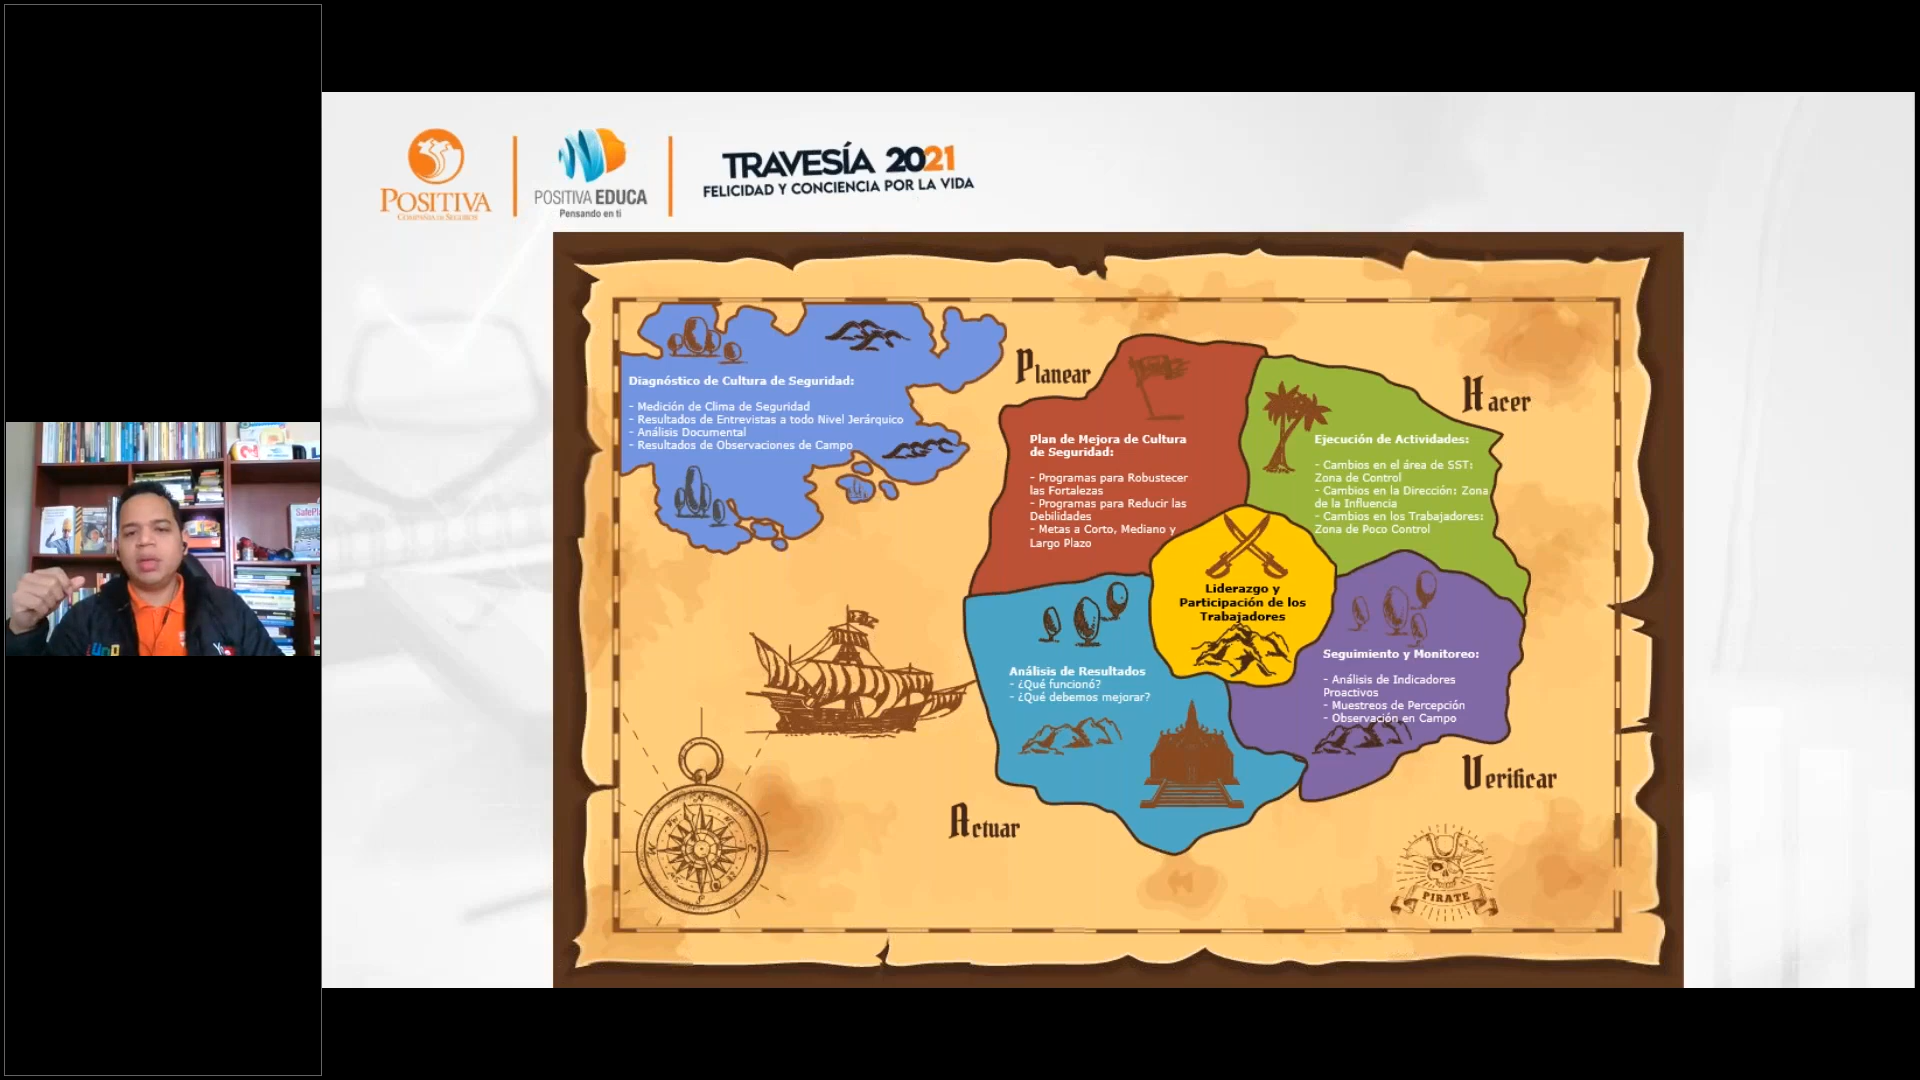 POSITIVA
COMPAÑÍA DE SEGUROS
POSITIVA EDUCA
Pensando en ti
TRAVESÍA 2021
FELICIDAD Y CONCIENCIA POR LA VIDA
Diagnóstico de Cultura de Seguridad:
- Medición de Clima de Seguridad
- Resultados de Entrevistas a todo Nivel Jerárquico
- Análisis Documental
- Resultados de Observaciones de Campo
Planear
Plan de Mejora de Cultura
de Seguridad:
- Programas para Robustecer
las Fortalezas
- Programas para Reducir las
Debilidades
- Metas a Corto, Mediano y
Largo Plazo
Hacer
Ejecución de Actividades:
- Cambios en el área de SST:
Zona de Control
- Cambios en la Dirección: Zona
de la Influencia
- Cambios en los Trabajadores:
Zona de Poco Control
Liderazgo y
Participación de los
Trabajadores
Análisis de Resultados
- ¿Qué funcionó?
- ¿Qué debemos mejorar?
Seguimiento y Monitoreo:
- Análisis de Indicadores
Proactivos
- Muestreos de Percepción
- Observación en Campo
Verificar
Actuar
PIRATE